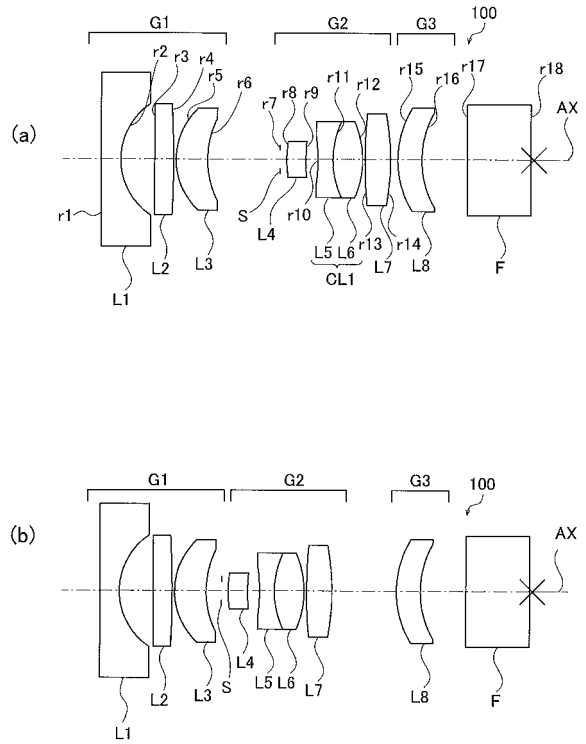 G1 G2 G3 100
r2 r3 r4 r5 r6 r7 r8 r9 r11 r12 r15 r16 r17 r18
(a) AX
r1 S L4 r10 L5 L6 r13 L7 r14 L8 F
L1 L2 L3 CL1
G1 G2 G3 100
(b) AX
L1 L2 L3 S L4 L5 L6 L7 L8 F